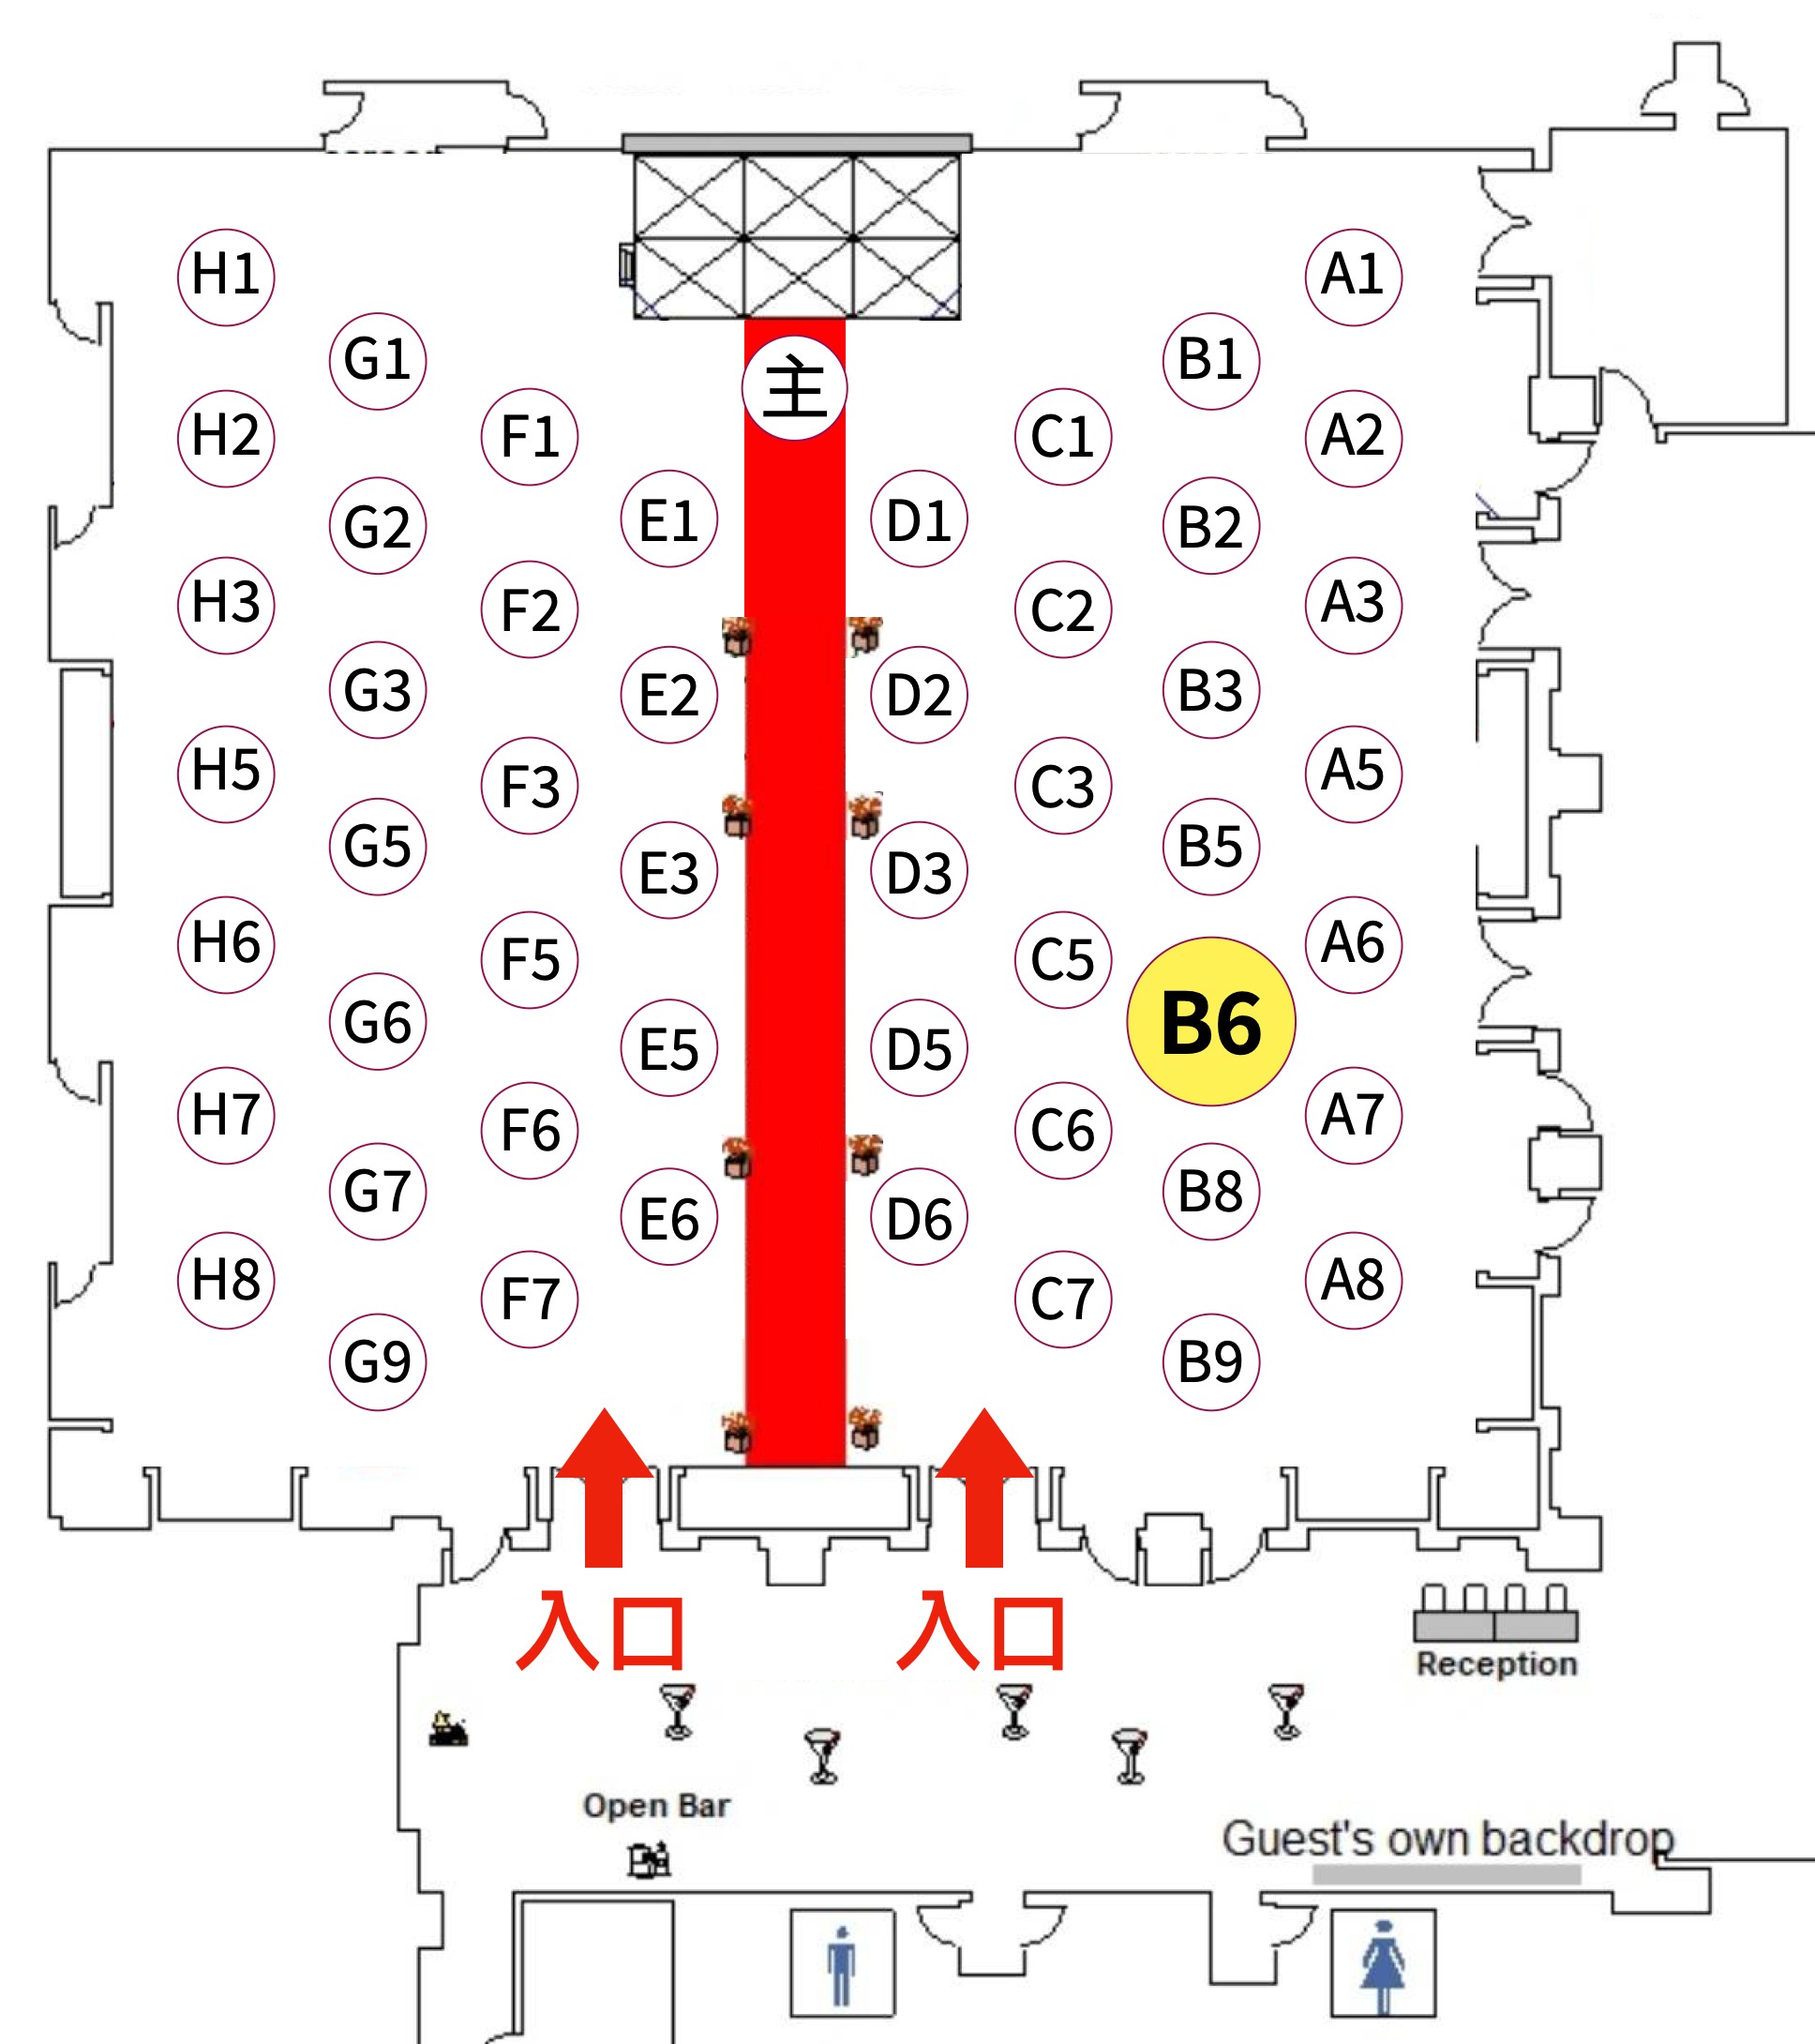 H1
A1
G1
B1
主
H2
F1
C1
A2
G2
E1
D1
B2
H3
F2
C2
A3
G3
E2
D2
B3
H5
F3
C3
A5
G5
E3
D3
B5
H6
F5
C5
A6
G6
E5
D5
B6
H7
F6
C6
A7
G7
E6
D6
B8
H8
F7
C7
A8
G9
B9
入口
入口
Reception
Open Bar
Guest's own backdrop